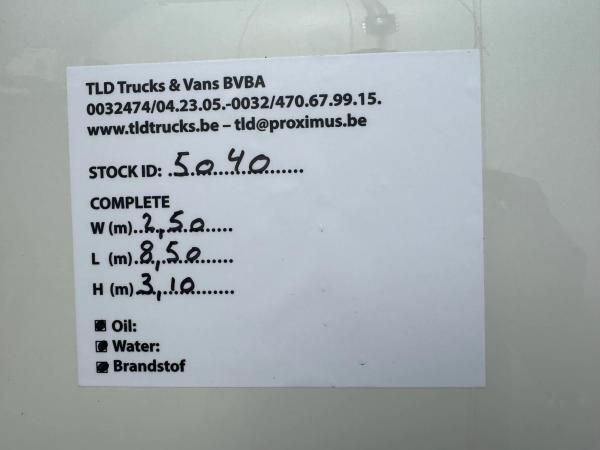 TLD Trucks & Vans BVBA
0032474/04.23.05.-0032/470.67.99.15.
www.tldtrucks.be – tld@proximus.be
STOCK ID: 5040
COMPLETE
W (m) 2,50
L (m) 8,50
H (m) 3,10
Oil:
Water:
Brandstof